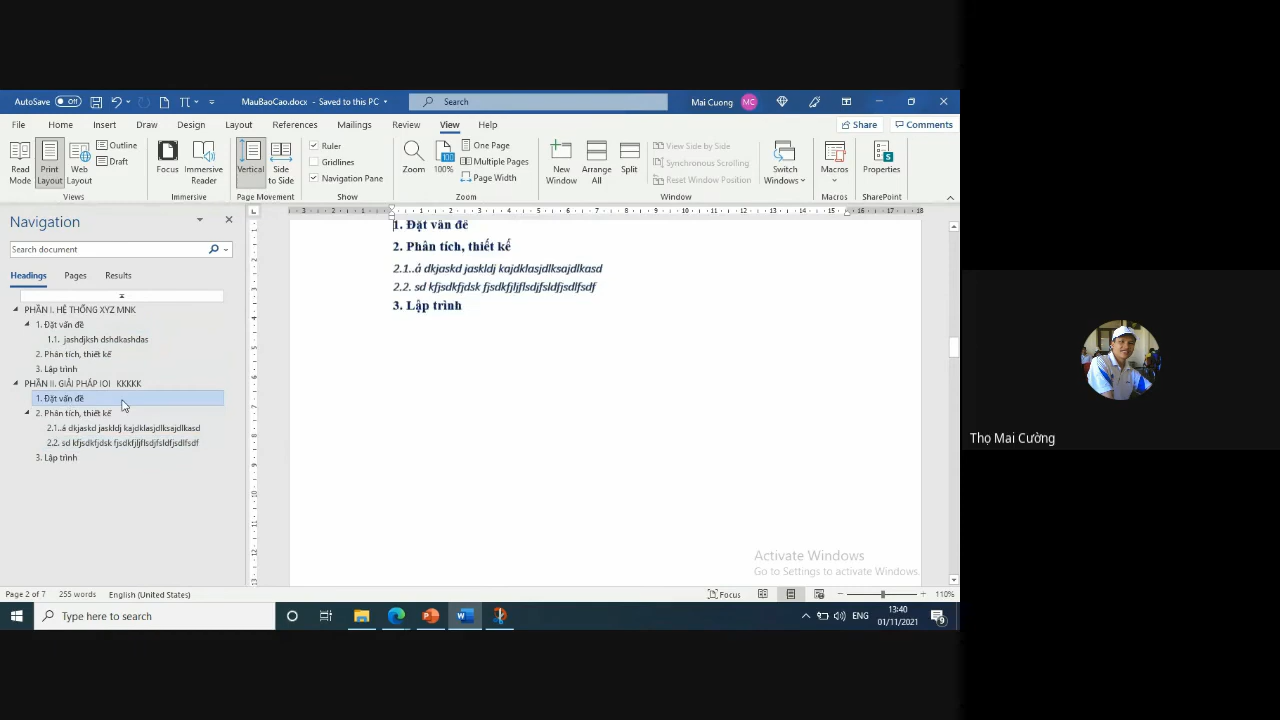 AutoSave Off MauBaoCao.docx - Saved to this PC Search Mai Cuong MC
File Home Insert Draw Design Layout References Mailings Review View Help Share Comments
Read Mode Print Layout Web Layout Outline Draft Focus Immersive Reader Vertical Side to Side Ruler Gridlines Navigation Pane Zoom 100% One Page Multiple Pages Page Width New Window Arrange All Split View Side by Side Synchronous Scrolling Reset Window Position Switch Windows Macros Properties
Views Immersive Page Movement Show Zoom Window Macros SharePoint
Navigation
Search document
Headings Pages Results
PHẦN I. HỆ THỐNG XYZ MNK
1. Đặt vấn đề
1.1. jashdjksh dshdkashdas
2. Phân tích, thiết kế
3. Lập trình
PHẦN II. GIẢI PHÁP IOI KKKKK
1. Đặt vấn đề
2. Phân tích, thiết kế
2.1..á dkjaskd jaskldj kajdklasjdlksajdlkasd
2.2. sd kfjsdkfjdsk fjsdkfjljflsdjfsldfjsdlfsdf
3. Lập trình
1. Đặt vấn đề
2. Phân tích, thiết kế
2.1..á dkjaskd jaskldj kajdklasjdlksajdlkasd
2.2. sd kfjsdkfjdsk fjsdkfjljflsdjfsldfjsdlfsdf
3. Lập trình
Activate Windows
Go to Settings to activate Windows.
Page 2 of 7 255 words English (United States) Focus 110%
Type here to search ENG 13:40
01/11/2021 9
Thọ Mai Cường